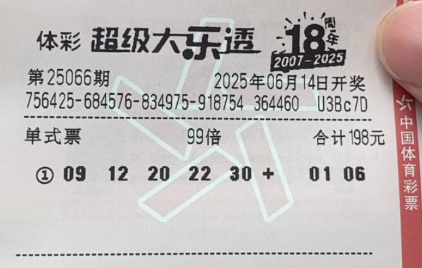 体彩 超级大乐透 18周年 2007-2025
第25066期 2025年06月14日开奖
756425-684576-834975-918754 364460 U3Bc7D
单式票 99倍 合计198元
① 09 12 20 22 30 + 01 06
中国体育彩票